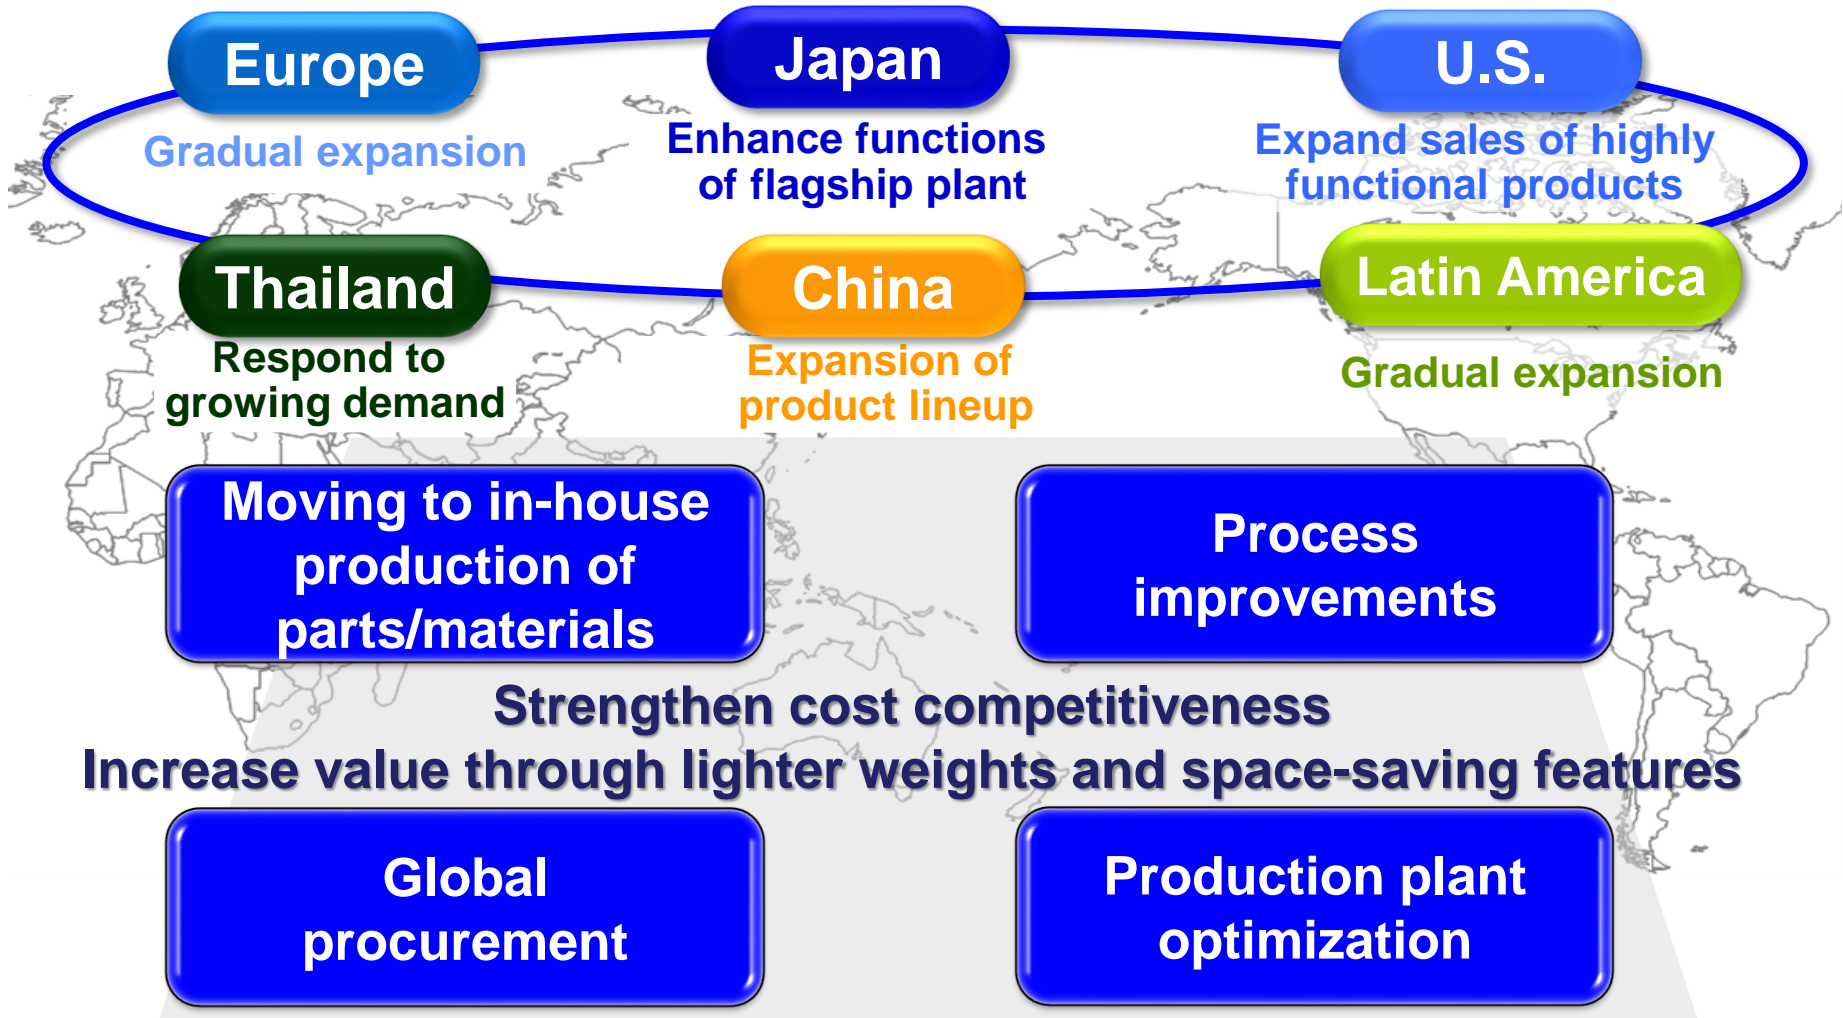 Europe
Gradual expansion
Japan
Enhance functions
of flagship plant
U.S.
Expand sales of highly
functional products
Thailand
Respond to
growing demand
China
Expansion of
product lineup
Latin America
Gradual expansion
Moving to in-house
production of
parts/materials
Process
improvements
Strengthen cost competitiveness
Increase value through lighter weights and space-saving features
Global
procurement
Production plant
optimization